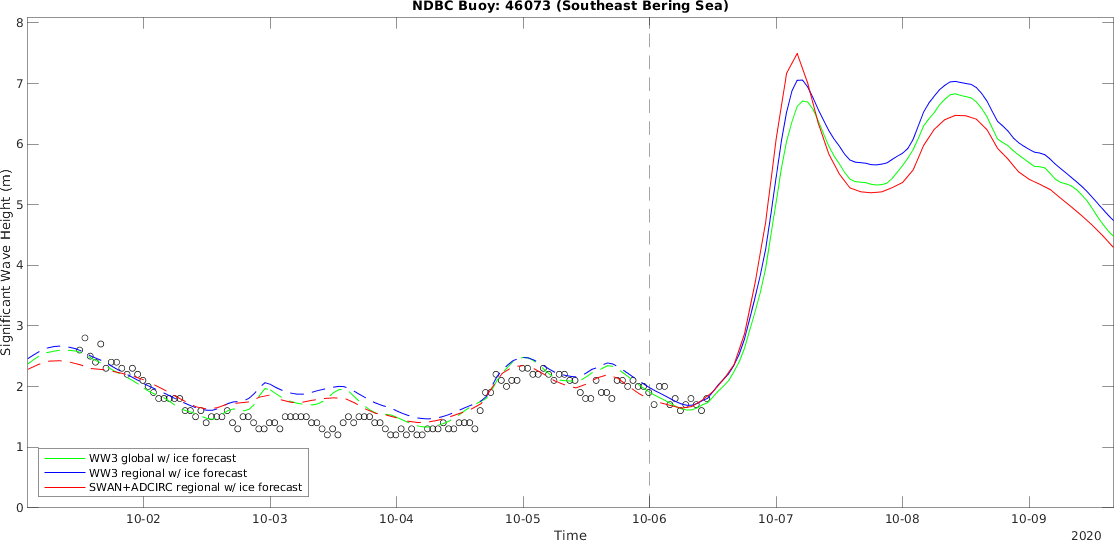 NDBC Buoy: 46073 (Southeast Bering Sea)
8
7
6
5
4
3
2
1
0
Significant Wave Height (m)
WW3 global w/ ice forecast
WW3 regional w/ ice forecast
SWAN+ADCIRC regional w/ ice forecast
10-02 10-03 10-04 10-05 10-06 10-07 10-08 10-09
Time
2020